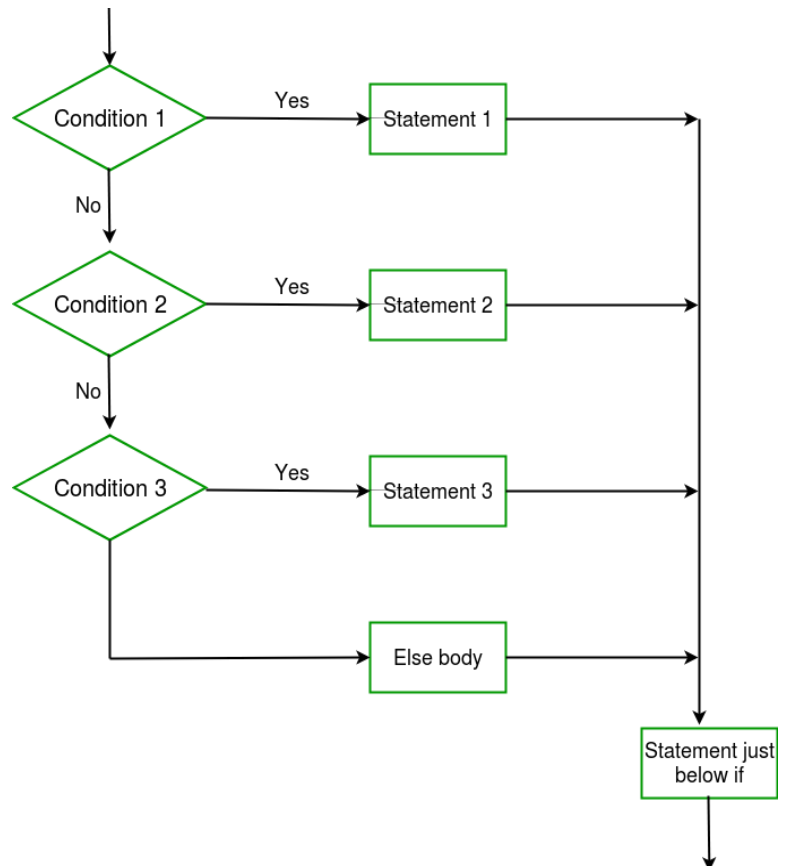 Condition 1
Yes
Statement 1
No
Condition 2
Yes
Statement 2
No
Condition 3
Yes
Statement 3
Else body
Statement just
below if